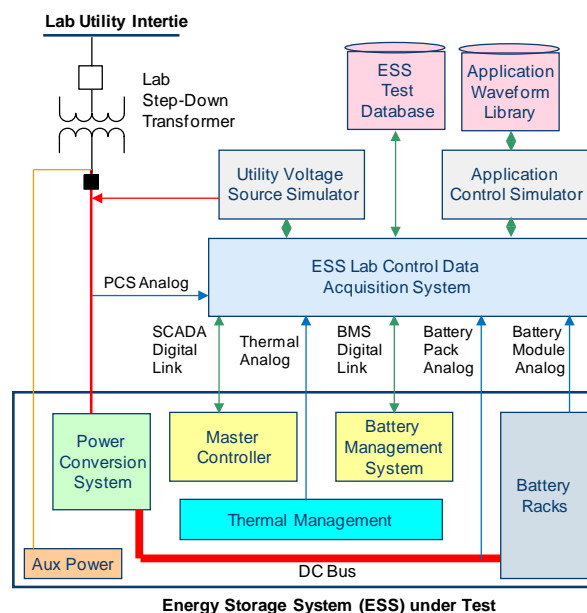 Lab Utility Intertie
Lab
Step-Down
Transformer
ESS
Test
Database
Application
Waveform
Library
Utility Voltage
Source Simulator
Application
Control Simulator
ESS Lab Control Data
Acquisition System
PCS Analog
SCADA
Digital
Link
Thermal
Analog
BMS
Digital
Link
Battery
Pack
Analog
Battery
Module
Analog
Power
Conversion
System
Master
Controller
Battery
Management
System
Battery
Racks
Thermal Management
Aux Power
DC Bus
Energy Storage System (ESS) under Test